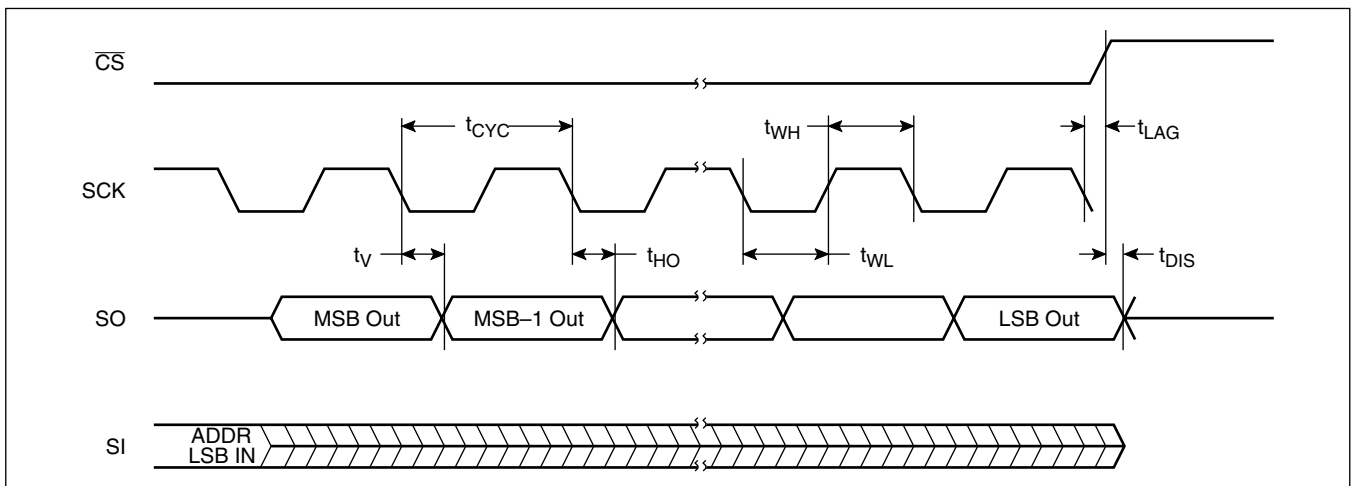 CS
tCYC
tWH
tLAG
SCK
tV
tHO
tWL
tDIS
SO
MSB Out
MSB–1 Out
LSB Out
SI
ADDR
LSB IN